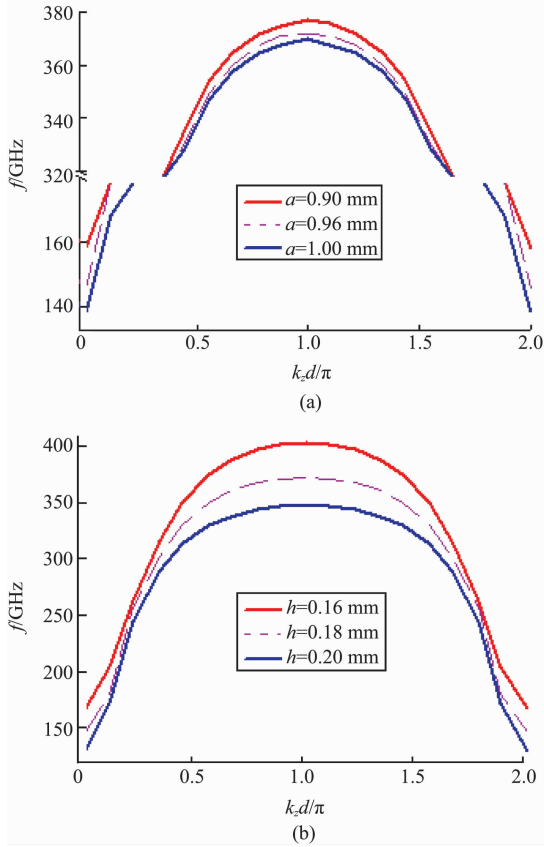 380
360
340
320
160
140
f/GHz
a=0.90 mm
a=0.96 mm
a=1.00 mm
0 0.5 1.0 1.5 2.0
k_z d/π
(a)
400
350
300
250
200
150
f/GHz
h=0.16 mm
h=0.18 mm
h=0.20 mm
0 0.5 1.0 1.5 2.0
k_z d/π
(b)